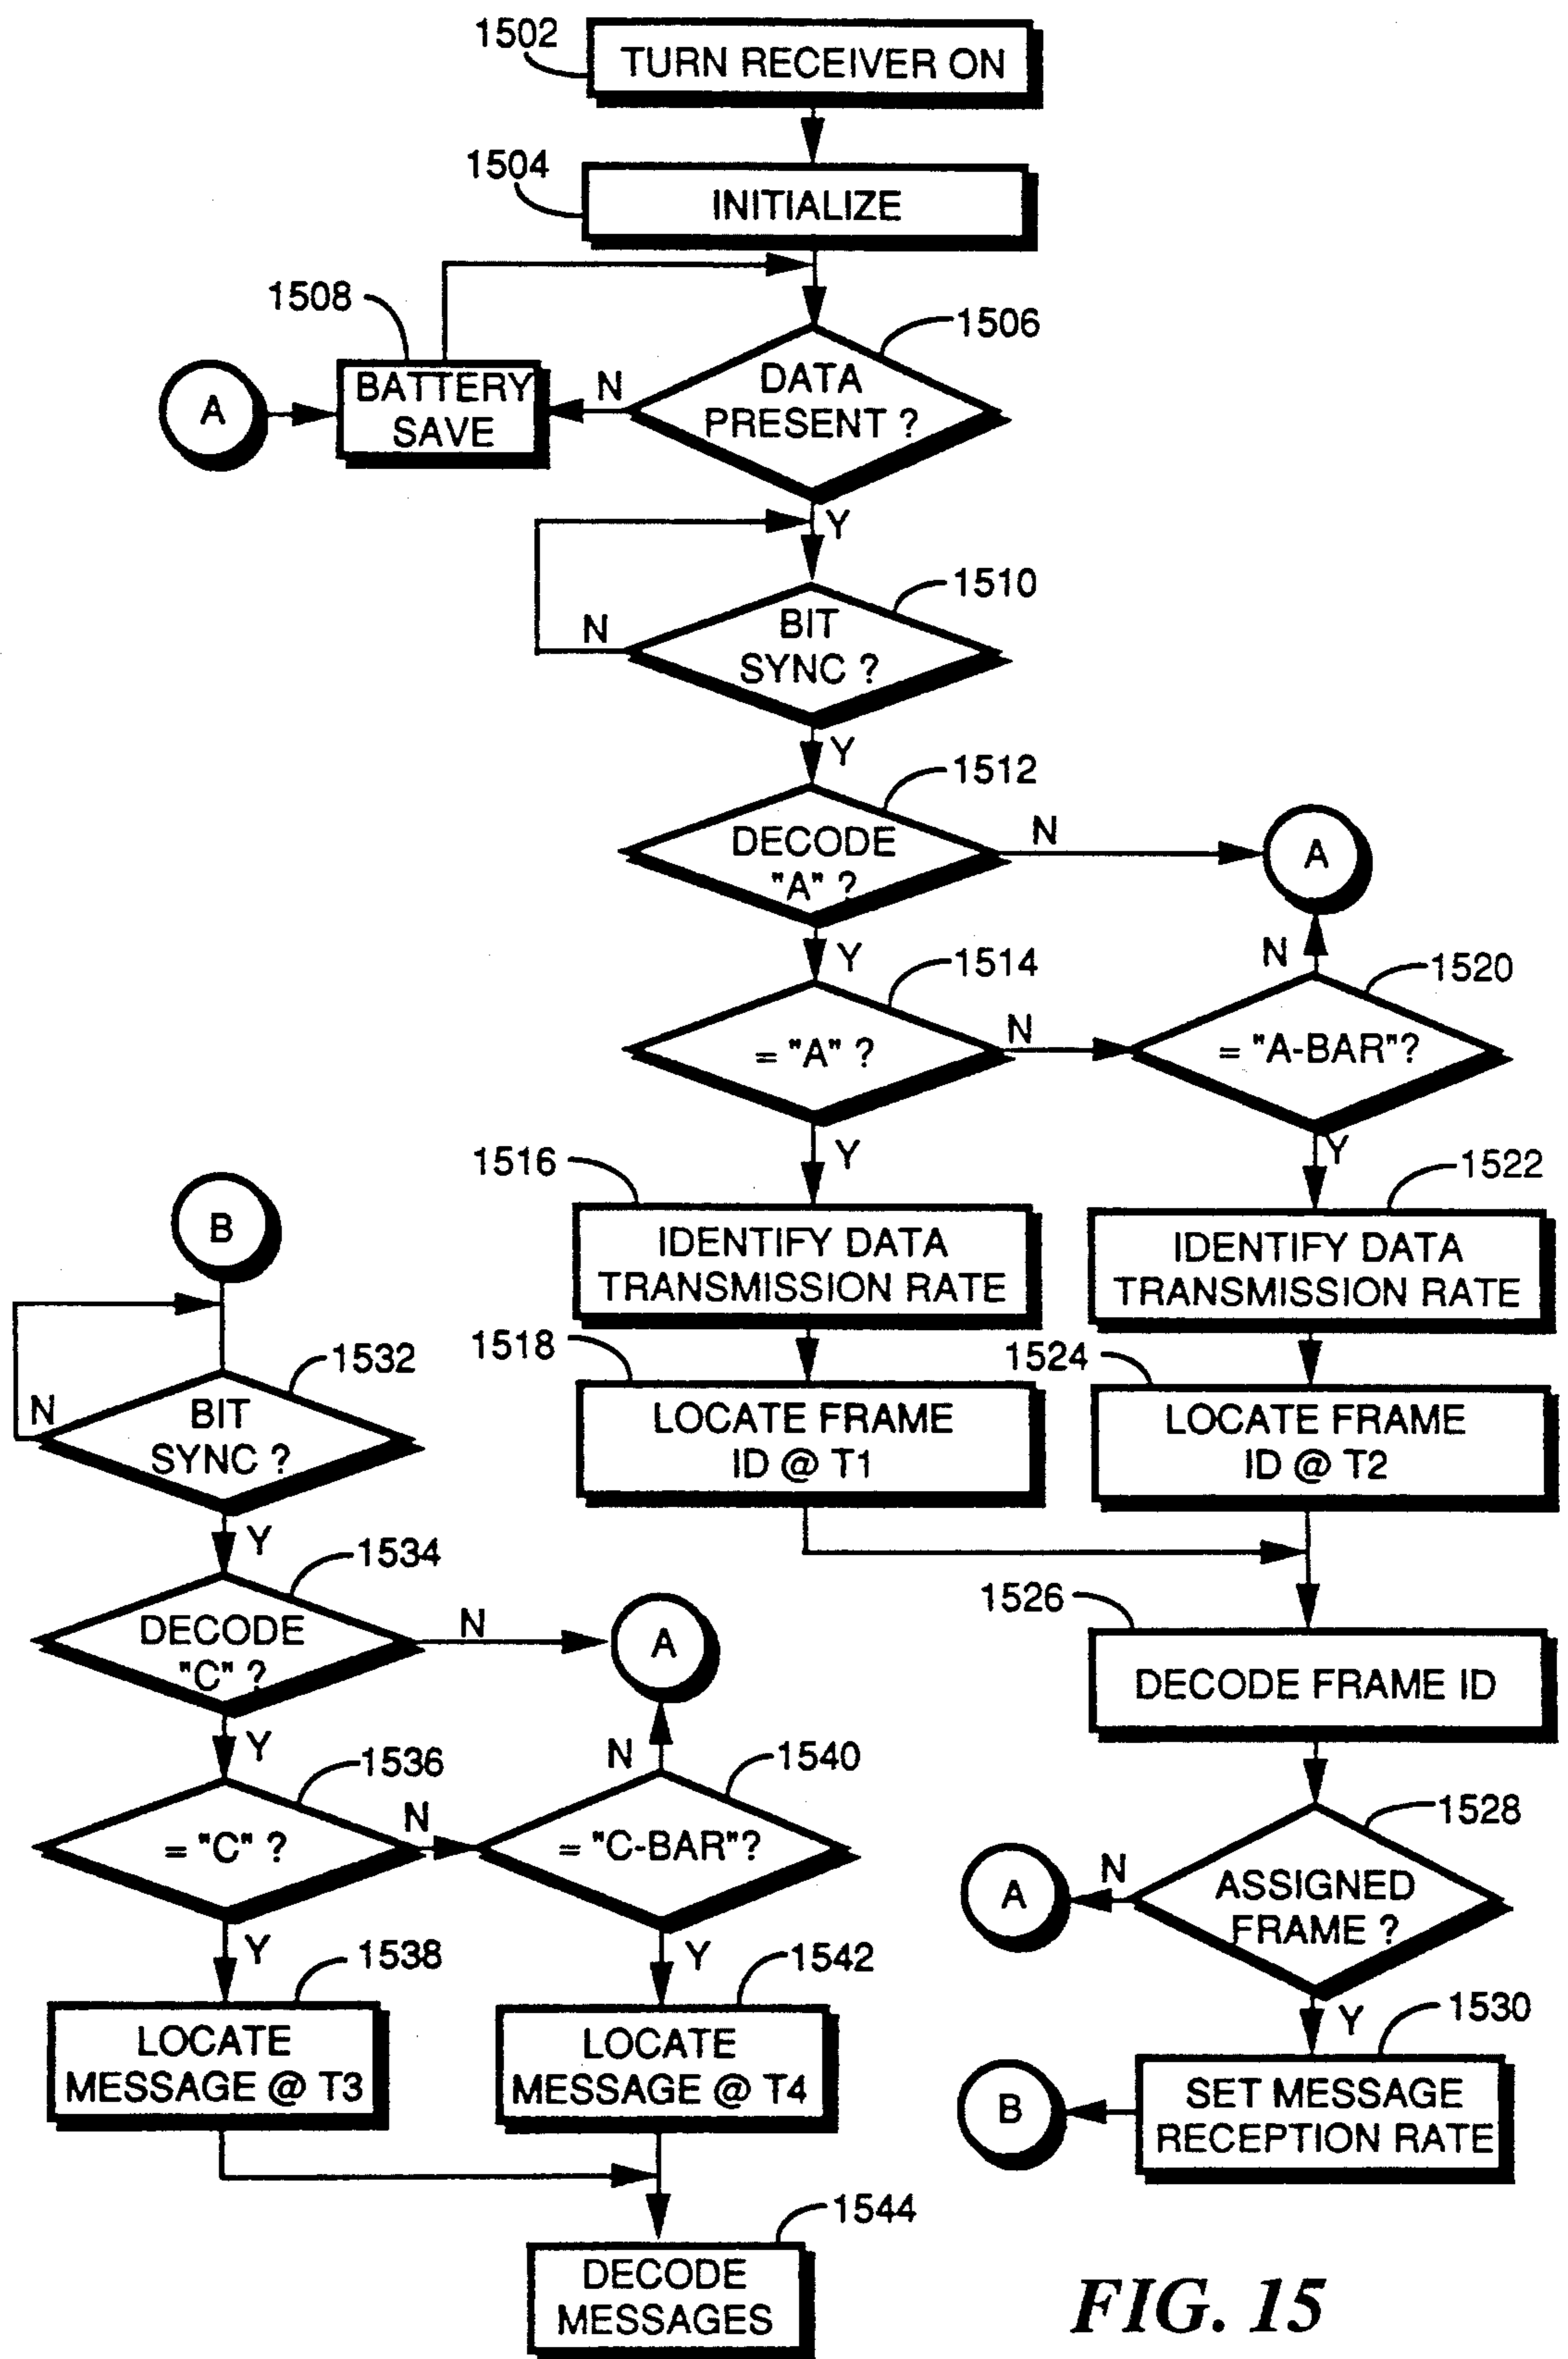 1502
TURN RECEIVER ON
1504
INITIALIZE
1508
1506
A
BATTERY
SAVE
N
DATA
PRESENT ?
Y
1510
N
BIT
SYNC ?
Y
1512
DECODE
"A" ?
N
A
Y
1514
N
1520
= "A" ?
N
= "A-BAR"?
Y
Y
1516
1522
IDENTIFY DATA
TRANSMISSION RATE
IDENTIFY DATA
TRANSMISSION RATE
1518
1524
LOCATE FRAME
ID @ T1
LOCATE FRAME
ID @ T2
1526
DECODE FRAME ID
1528
A
N
ASSIGNED
FRAME ?
Y
1530
B
SET MESSAGE
RECEPTION RATE
B
1532
N
BIT
SYNC ?
Y
1534
DECODE
"C" ?
N
A
Y
1536
N
1540
= "C" ?
N
= "C-BAR"?
Y
Y
1538
1542
LOCATE
MESSAGE @ T3
LOCATE
MESSAGE @ T4
1544
DECODE
MESSAGES
FIG. 15